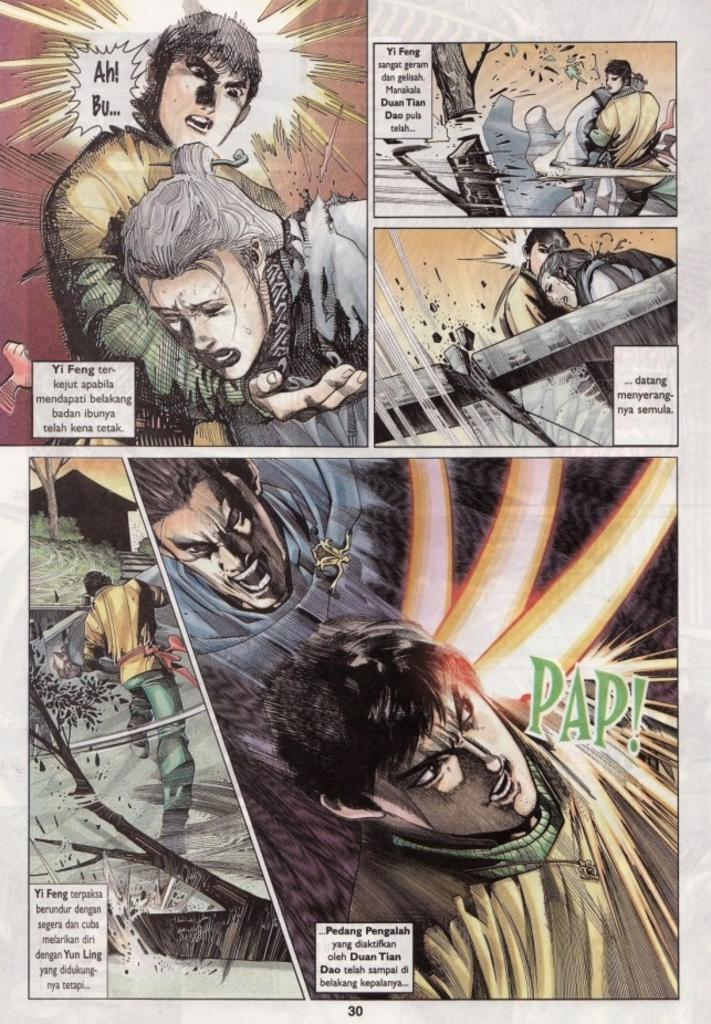 Ah!
Bu...
Yi Feng ter-
kejut apabila
mendapati belakang
badan ibunya
telah kena tetak.
Yi Feng
sangat geram
dan gelisah.
Manakala
Duan Tian
Dao pula
telah...
... datang
menyerang-
nya semula.
Yi Feng terpaksa
berundur dengan
segera dan cuba
melarikan diri
dengan Yun Ling
yang didukung-
nya tetapi...
PAP!
...Pedang Pengalah
yang diaktifkan
oleh Duan Tian
Dao telah sampai di
belakang kepalanya...
30